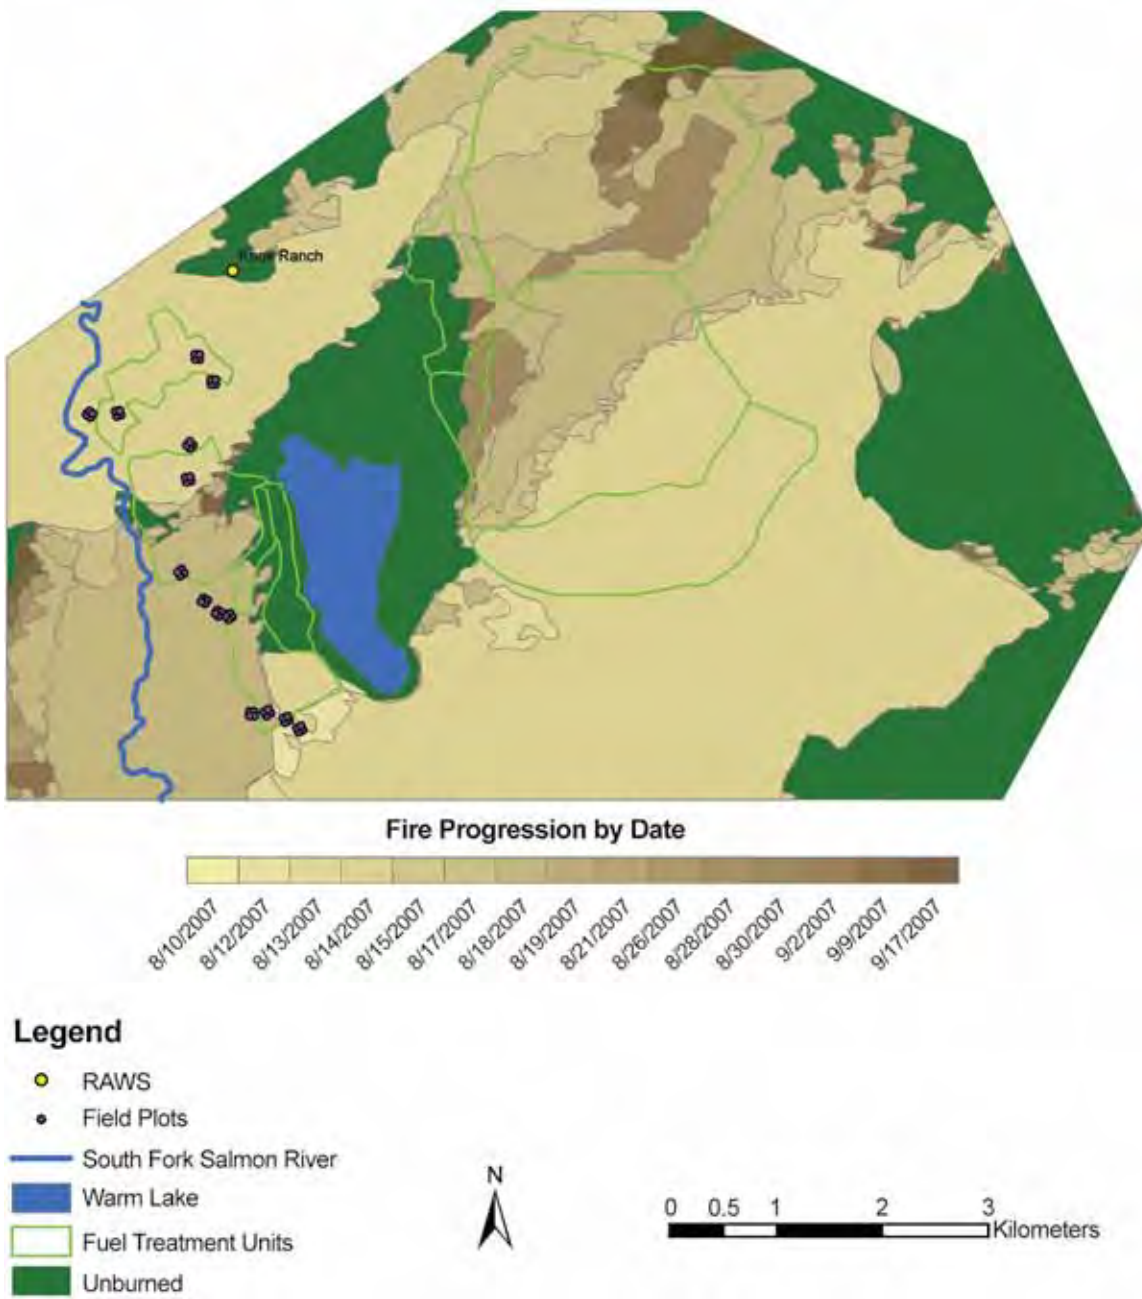 Knox Ranch
Fire Progression by Date
8/10/2007
8/12/2007
8/13/2007
8/14/2007
8/15/2007
8/17/2007
8/18/2007
8/19/2007
8/21/2007
8/26/2007
8/28/2007
8/30/2007
9/2/2007
9/9/2007
9/17/2007
Legend
RAWS
Field Plots
South Fork Salmon River
Warm Lake
Fuel Treatment Units
Unburned
N
0 0.5 1 2 3
Kilometers